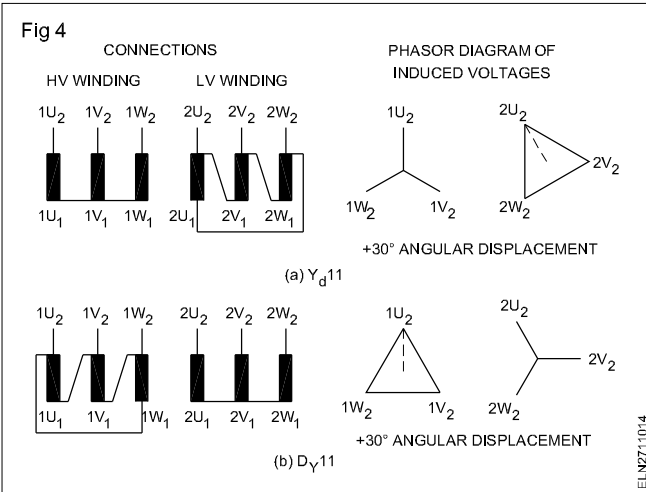 Fig 4
CONNECTIONS
PHASOR DIAGRAM OF
INDUCED VOLTAGES
HV WINDING LV WINDING
1U₂ 1V₂ 1W₂ 2U₂ 2V₂ 2W₂
1U₁ 1V₁ 1W₁ 2U₁ 2V₁ 2W₁
1U₂
1W₂ 1V₂
2U₂
2V₂
2W₂
+30° ANGULAR DISPLACEMENT
(a) Y_d11
1U₂ 1V₂ 1W₂ 2U₂ 2V₂ 2W₂
1U₁ 1V₁ 1W₁ 2U₁ 2V₁ 2W₁
1U₂
1W₂ 1V₂
2U₂
2V₂
2W₂
+30° ANGULAR DISPLACEMENT
(b) D_Y11
ELN2711014